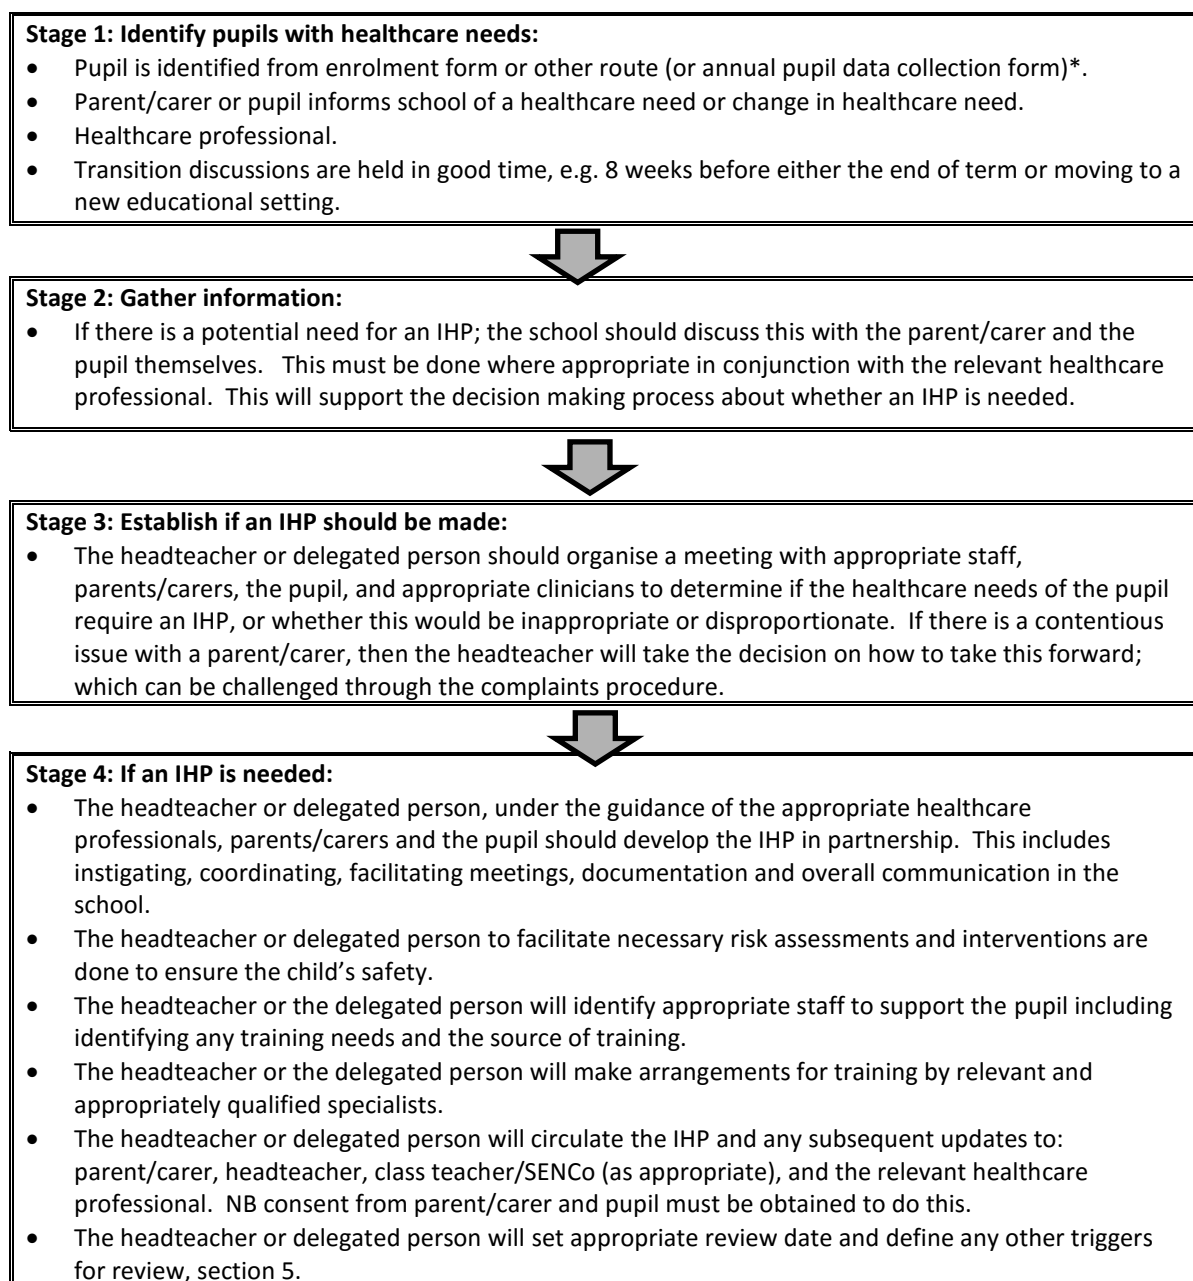 Stage 1: Identify pupils with healthcare needs:
• Pupil is identified from enrolment form or other route (or annual pupil data collection form)*.
• Parent/carer or pupil informs school of a healthcare need or change in healthcare need.
• Healthcare professional.
• Transition discussions are held in good time, e.g. 8 weeks before either the end of term or moving to a
new educational setting.
Stage 2: Gather information:
• If there is a potential need for an IHP; the school should discuss this with the parent/carer and the
pupil themselves.   This must be done where appropriate in conjunction with the relevant healthcare
professional.  This will support the decision making process about whether an IHP is needed.
Stage 3: Establish if an IHP should be made:
• The headteacher or delegated person should organise a meeting with appropriate staff,
parents/carers, the pupil, and appropriate clinicians to determine if the healthcare needs of the pupil
require an IHP, or whether this would be inappropriate or disproportionate.  If there is a contentious
issue with a parent/carer, then the headteacher will take the decision on how to take this forward;
which can be challenged through the complaints procedure.
Stage 4: If an IHP is needed:
• The headteacher or delegated person, under the guidance of the appropriate healthcare
professionals, parents/carers and the pupil should develop the IHP in partnership.  This includes
instigating, coordinating, facilitating meetings, documentation and overall communication in the
school.
• The headteacher or delegated person to facilitate necessary risk assessments and interventions are
done to ensure the child’s safety.
• The headteacher or the delegated person will identify appropriate staff to support the pupil including
identifying any training needs and the source of training.
• The headteacher or the delegated person will make arrangements for training by relevant and
appropriately qualified specialists.
• The headteacher or delegated person will circulate the IHP and any subsequent updates to:
parent/carer, headteacher, class teacher/SENCo (as appropriate), and the relevant healthcare
professional.  NB consent from parent/carer and pupil must be obtained to do this.
• The headteacher or delegated person will set appropriate review date and define any other triggers
for review, section 5.